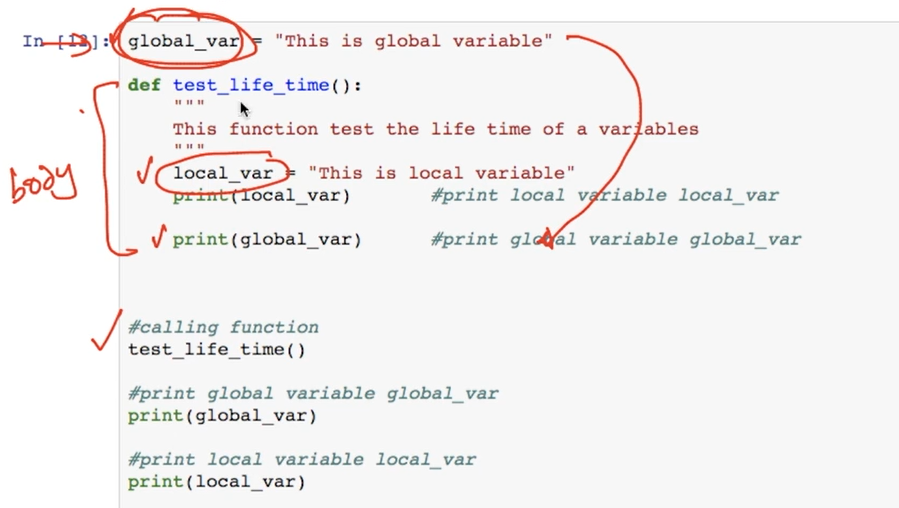 In [12]: global_var = "This is global variable"
def test_life_time():
"""
This function test the life time of a variables
"""
local_var = "This is local variable"
print(local_var) #print local variable local_var
body
print(global_var) #print global variable global_var
#calling function
test_life_time()
#print global variable global_var
print(global_var)
#print local variable local_var
print(local_var)